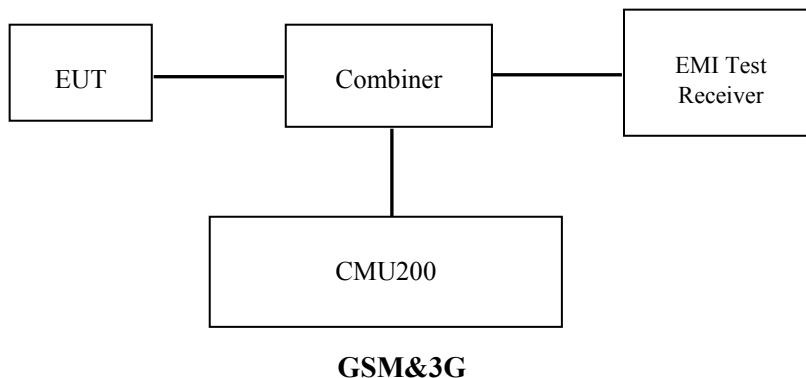 EUT
Combiner
EMI Test
Receiver
CMU200
GSM&3G